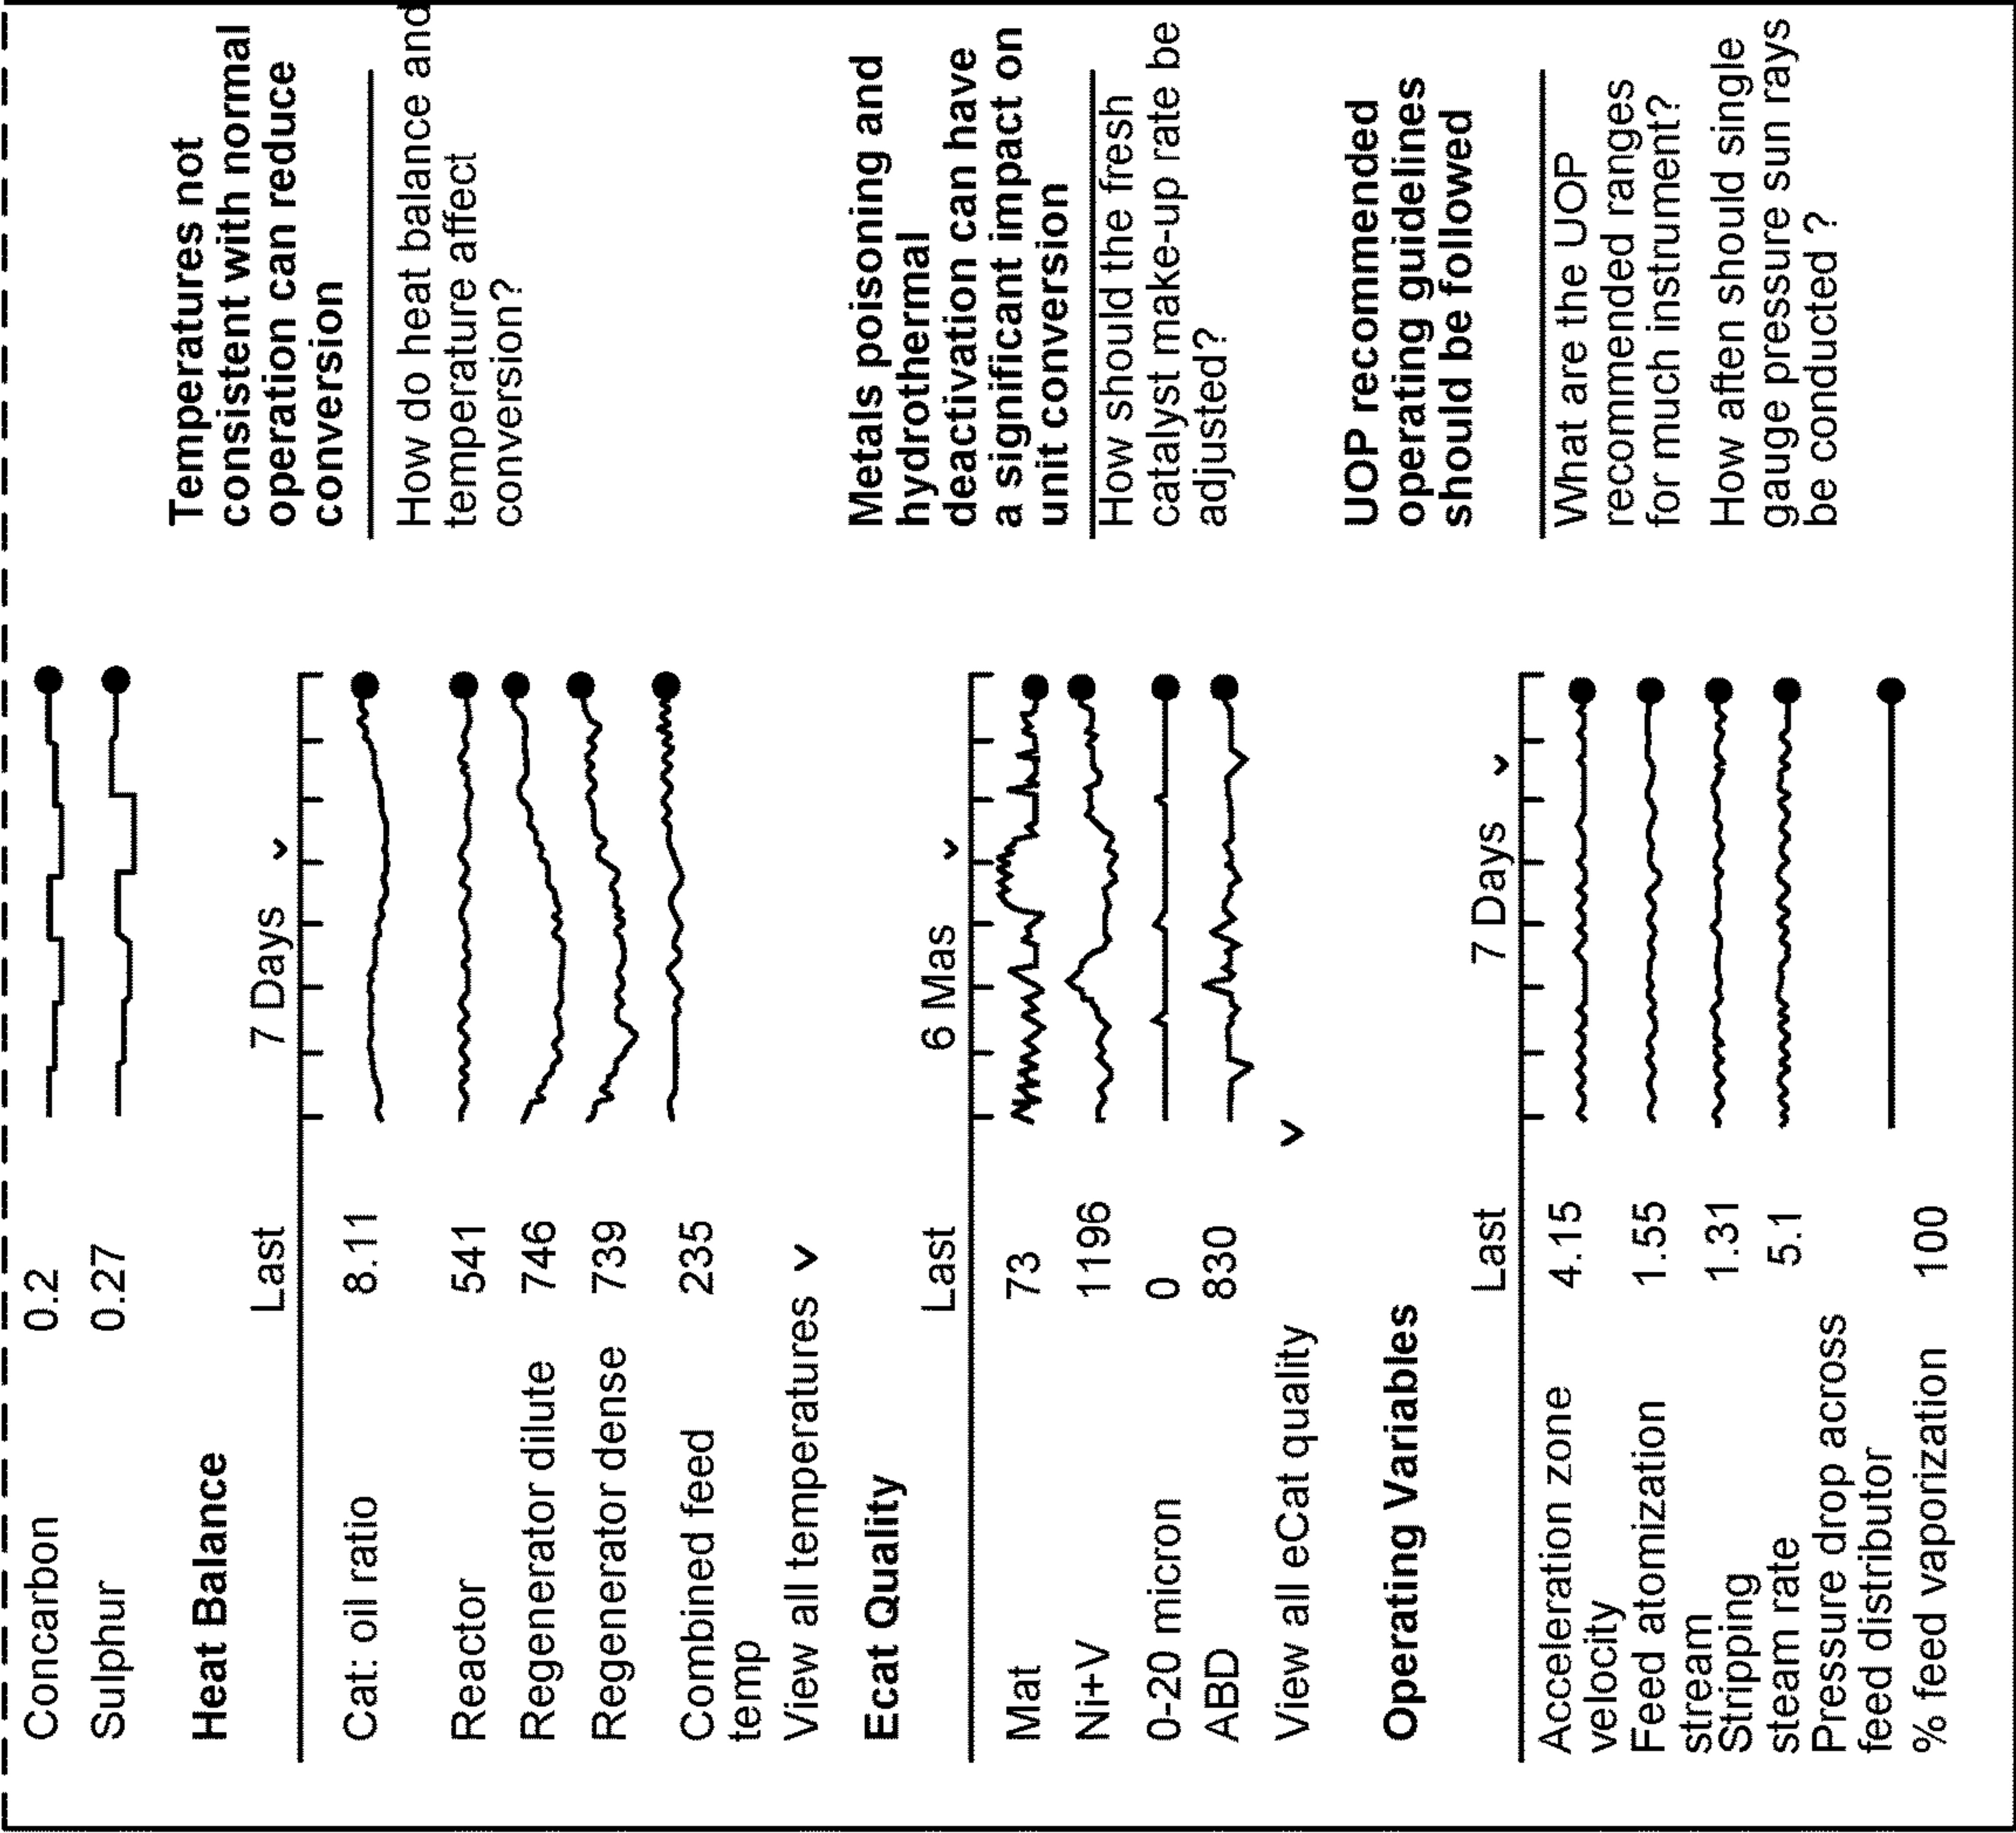 Concarbon 0.2
Sulphur 0.27
Heat Balance
Last 7 Days v
Cat: oil ratio 8.11
Reactor 541
Regenerator dilute 746
Regenerator dense 739
Combined feed 235
temp
View all temperatures v
Temperatures not
consistent with normal
operation can reduce
conversion
How do heat balance and
temperature affect
conversion?
Ecat Quality
Last 6 Mas v
Mat 73
Ni+V 1196
0-20 micron 0
ABD 830
View all eCat quality v
Metals poisoning and
hydrothermal
deactivation can have
a significant impact on
unit conversion
How should the fresh
catalyst make-up rate be
adjusted?
Operating Variables
Last 7 Days v
Acceleration zone 4.15
velocity
Feed atomization 1.55
stream
Stripping 1.31
steam rate 5.1
Pressure drop across
feed distributor
% feed vaporization 100
UOP recommended
operating guidelines
should be followed
What are the UOP
recommended ranges
for much instrument?
How aften should single
gauge pressure sun rays
be conducted ?